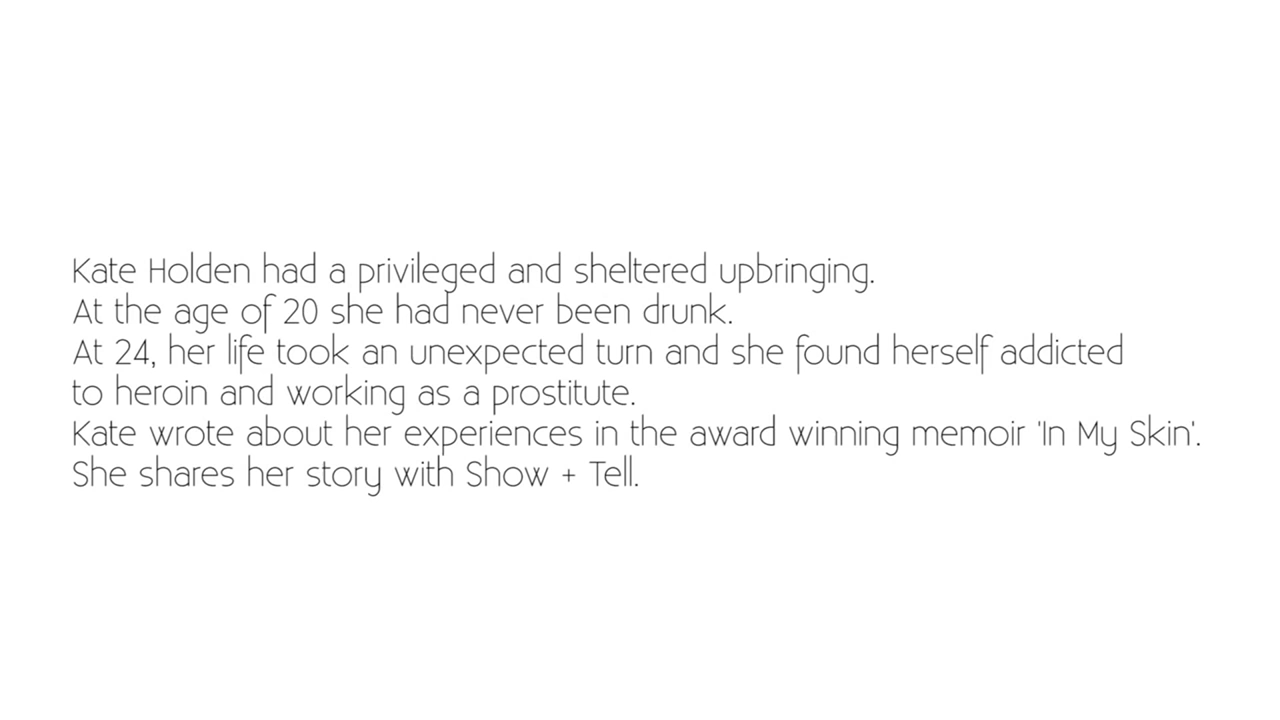 Kate Holden had a privileged and sheltered upbringing.
At the age of 20 she had never been drunk.
At 24, her life took an unexpected turn and she found herself addicted
to heroin and working as a prostitute.
Kate wrote about her experiences in the award winning memoir 'In My Skin'.
She shares her story with Show + Tell.